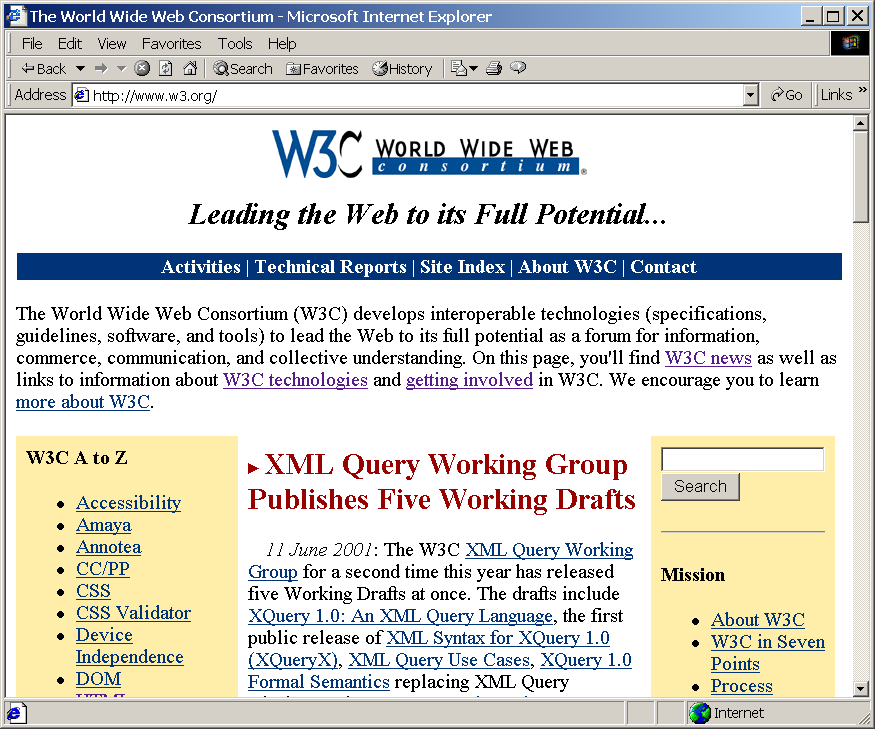 The World Wide Web Consortium - Microsoft Internet Explorer
File Edit View Favorites Tools Help
Back Search Favorites History
Address http://www.w3.org/ Go Links »
W3C WORLD WIDE WEB
consortium ®
Leading the Web to its Full Potential...
Activities | Technical Reports | Site Index | About W3C | Contact
The World Wide Web Consortium (W3C) develops interoperable technologies (specifications,
guidelines, software, and tools) to lead the Web to its full potential as a forum for information,
commerce, communication, and collective understanding. On this page, you'll find W3C news as well as
links to information about W3C technologies and getting involved in W3C. We encourage you to learn
more about W3C.
W3C A to Z
• Accessibility
• Amaya
• Annotea
• CC/PP
• CSS
• CSS Validator
• Device
Independence
• DOM
HTML
XML Query Working Group
Publishes Five Working Drafts
11 June 2001: The W3C XML Query Working
Group for a second time this year has released
five Working Drafts at once. The drafts include
XQuery 1.0: An XML Query Language, the first
public release of XML Syntax for XQuery 1.0
(XQueryX), XML Query Use Cases, XQuery 1.0
Formal Semantics replacing XML Query
Search
Mission
• About W3C
• W3C in Seven
Points
• Process
Internet